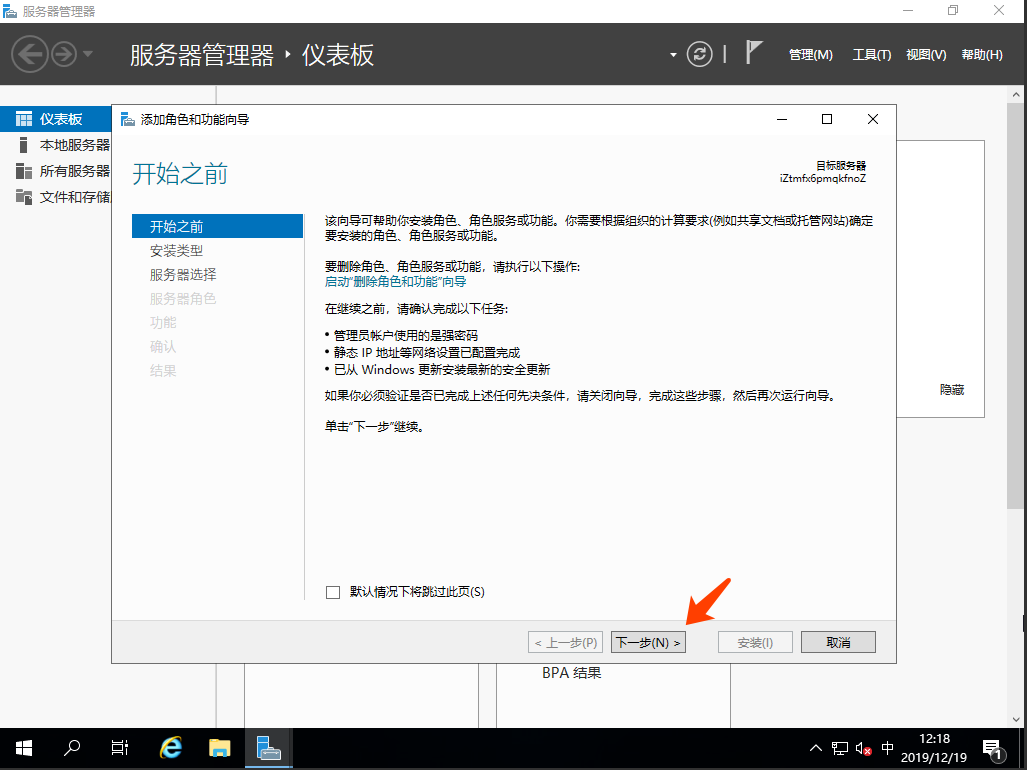 服务器管理器
服务器管理器 ‣ 仪表板
管理(M) 工具(T) 视图(V) 帮助(H)
仪表板
本地服务器
所有服务器
文件和存储
添加角色和功能向导
开始之前
目标服务器
iZtmfx6pmqkfnoZ
开始之前
安装类型
服务器选择
服务器角色
功能
确认
结果
该向导可帮助你安装角色、角色服务或功能。你需要根据组织的计算要求(例如共享文档或托管网站)确定
要安装的角色、角色服务或功能。
要删除角色、角色服务或功能，请执行以下操作:
启动“删除角色和功能”向导
在继续之前，请确认完成以下任务:
• 管理员帐户使用的是强密码
• 静态 IP 地址等网络设置已配置完成
• 已从 Windows 更新安装最新的安全更新
如果你必须验证是否已完成上述任何先决条件，请关闭向导，完成这些步骤，然后再次运行向导。
单击“下一步”继续。
默认情况下将跳过此页(S)
< 上一步(P) 下一步(N) > 安装(I) 取消
隐藏
BPA 结果
中
12:18
2019/12/19
1